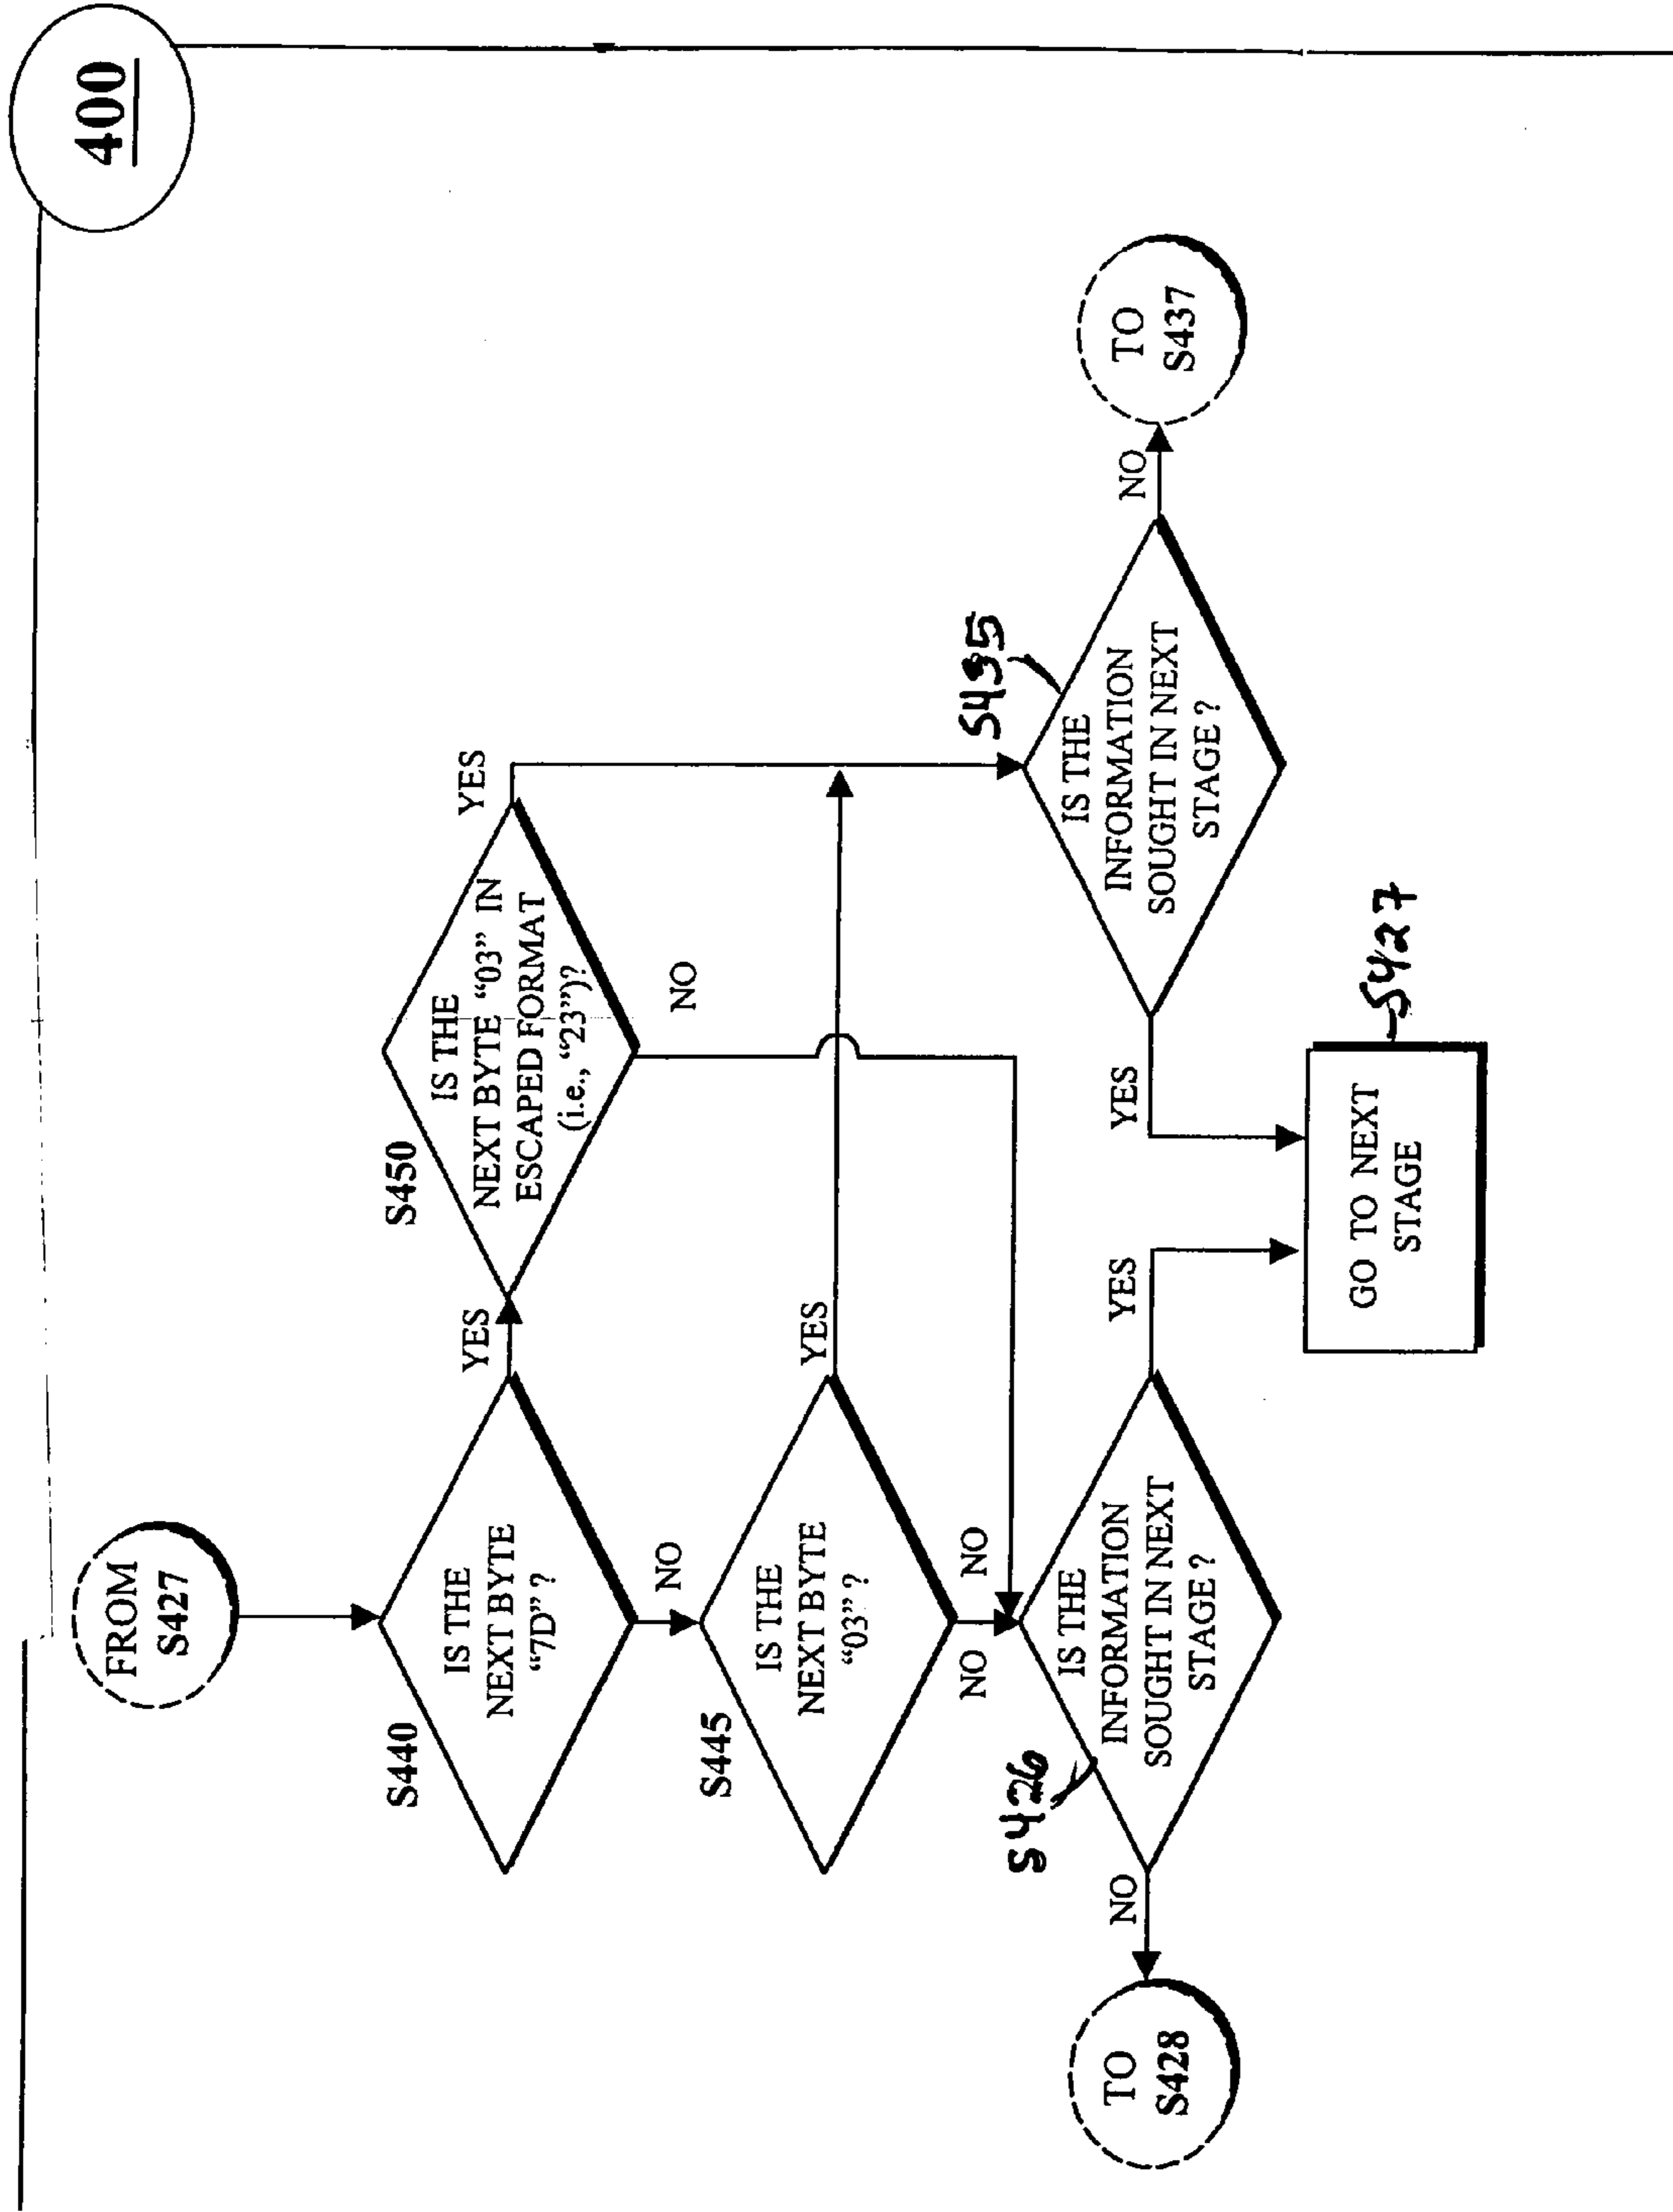 400
FROM
S427
S440
IS THE
NEXT BYTE
“7D” ?
YES
NO
S450
IS THE
NEXT BYTE “03” IN
ESCAPED FORMAT
(i.e., “23”)?
YES
NO
S445
IS THE
NEXT BYTE
“03” ?
YES
NO
NO
S426
IS THE
INFORMATION
SOUGHT IN NEXT
STAGE ?
NO
YES
TO
S428
S435
IS THE
INFORMATION
SOUGHT IN NEXT
STAGE ?
YES
NO
TO
S437
GO TO NEXT
STAGE
S427